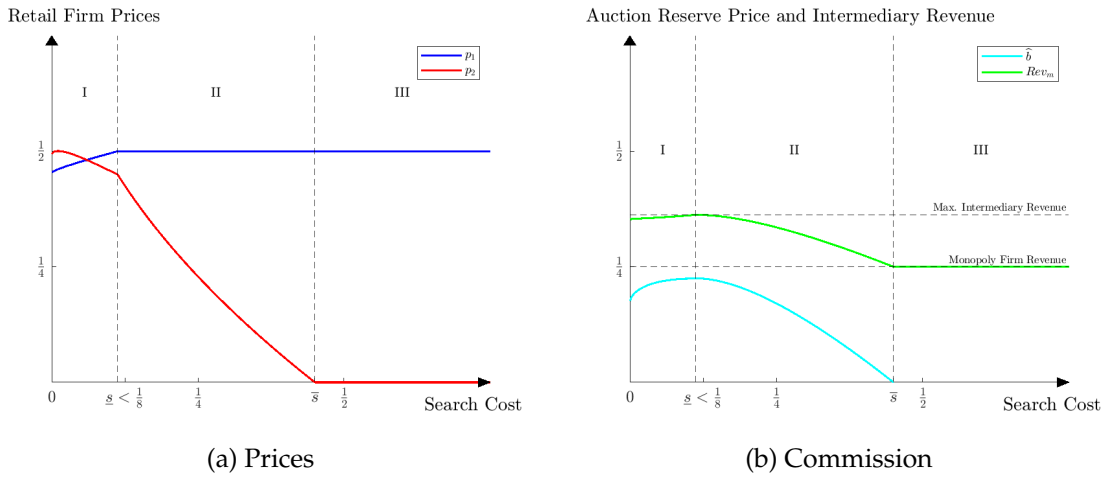 Retail Firm Prices
p₁
p₂
I
II
III
1/2
1/4
0
s̲ < 1/8
1/4
s̄
1/2
Search Cost
(a) Prices
Auction Reserve Price and Intermediary Revenue
b̂
Revₘ
1/2
I
II
III
Max. Intermediary Revenue
1/4
Monopoly Firm Revenue
0
s̲ < 1/8
1/4
s̄
1/2
Search Cost
(b) Commission